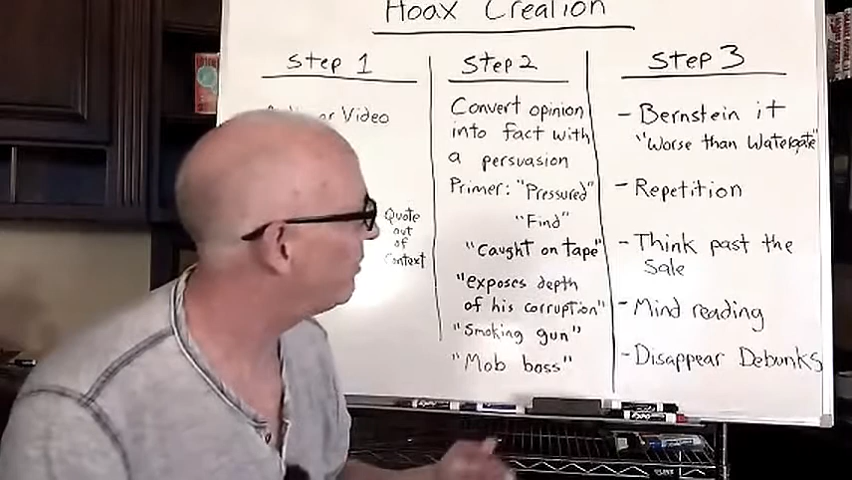 Hoax Creation
Step 1
or Video
Quote
out
of
Context
Step 2
Convert opinion
into fact with
a persuasion
Primer: "Pressured"
"Find"
"Caught on tape"
"exposes depth
of his corruption"
"Smoking gun"
"Mob boss"
Step 3
- Bernstein it
"Worse than Watergate"
- Repetition
- Think past the
Sale
- Mind reading
- Disappear Debunks